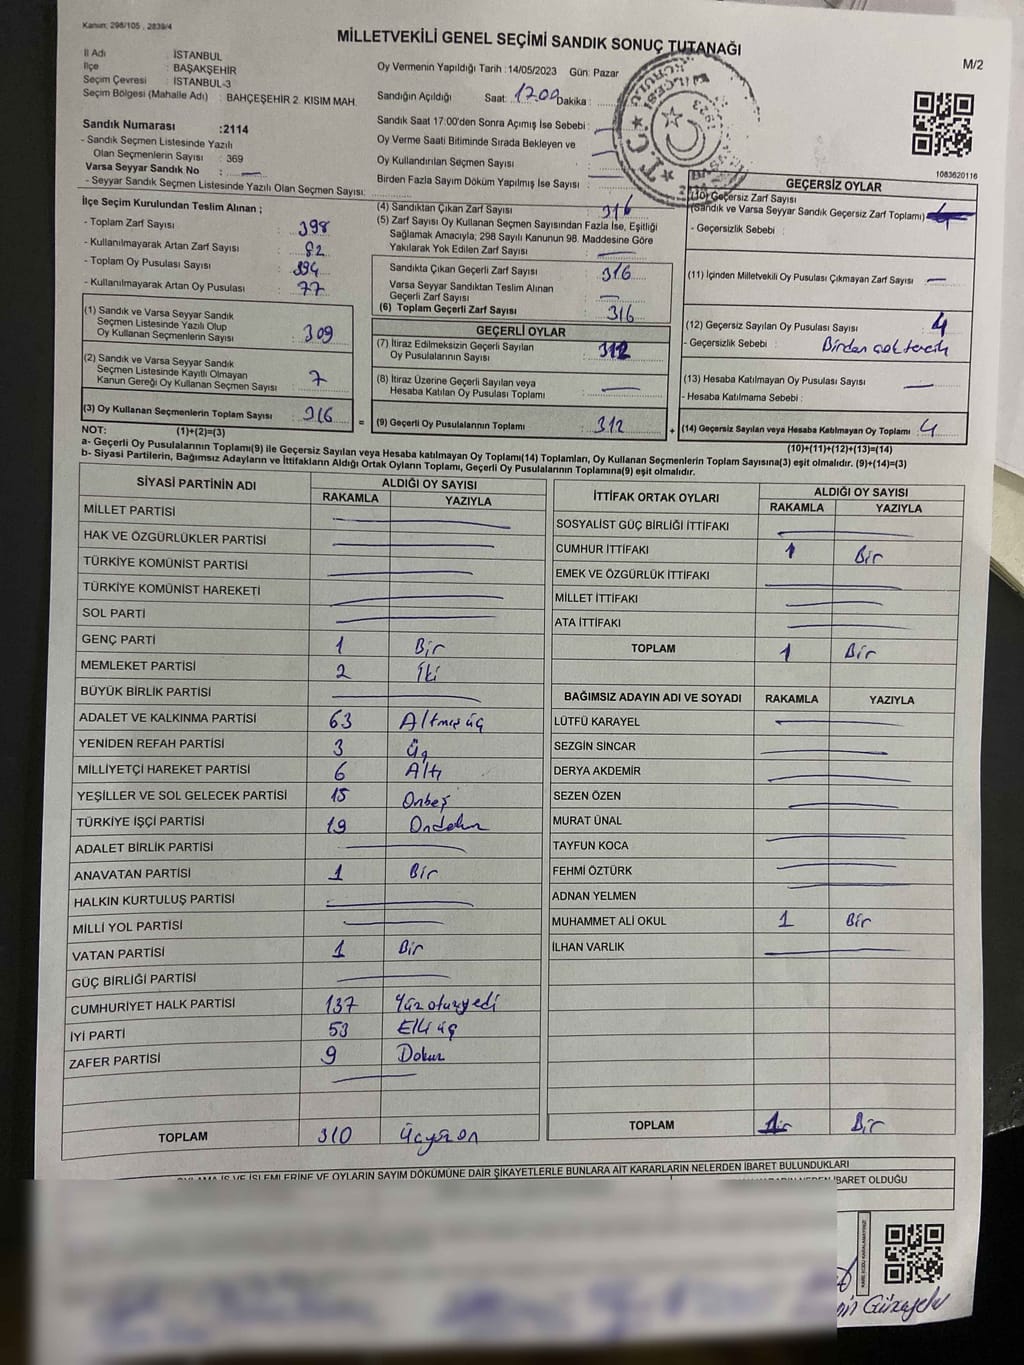 Kanun: 298/105 , 2839/4
MİLLETVEKİLİ GENEL SEÇİMİ SANDIK SONUÇ TUTANAĞI
M/2
İl Adı : İSTANBUL
İlçe : BAŞAKŞEHİR
Seçim Çevresi : İSTANBUL-3
Seçim Bölgesi (Mahalle Adı) : BAHÇEŞEHİR 2. KISIM MAH.
Sandık Numarası :2114
- Sandık Seçmen Listesinde Yazılı
Olan Seçmenlerin Sayısı : 369
Varsa Seyyar Sandık No : —
- Seyyar Sandık Seçmen Listesinde Yazılı Olan Seçmen Sayısı:
Oy Vermenin Yapıldığı Tarih : 14/05/2023 Gün: Pazar
Sandığın Açıldığı Saat: 1700 Dakika :
Sandık Saat 17:00'den Sonra Açımış İse Sebebi : —
Oy Verme Saati Bitiminde Sırada Bekleyen ve
Oy Kullandırılan Seçmen Sayısı : —
Birden Fazla Sayım Döküm Yapılmış İse Sayısı : —
1083620116
İlçe Seçim Kurulundan Teslim Alınan ;
- Toplam Zarf Sayısı : 398
- Kullanılmayarak Artan Zarf Sayısı : 82
- Toplam Oy Pusulası Sayısı : 394
- Kullanılmayarak Artan Oy Pusulası : 77
(1) Sandık ve Varsa Seyyar Sandık
Seçmen Listesinde Yazılı Olup
Oy Kullanan Seçmenlerin Sayısı : 309
(2) Sandık ve Varsa Seyyar Sandık
Seçmen Listesinde Kayıtlı Olmayan
Kanun Gereği Oy Kullanan Seçmen Sayısı : 7
(3) Oy Kullanan Seçmenlerin Toplam Sayısı : 316
(4) Sandıktan Çıkan Zarf Sayısı : 316
(5) Zarf Sayısı Oy Kullanan Seçmen Sayısından Fazla İse, Eşitliği
Sağlamak Amacıyla; 298 Sayılı Kanunun 98. Maddesine Göre
Yakılarak Yok Edilen Zarf Sayısı : —
Sandıkta Çıkan Geçerli Zarf Sayısı : 316
Varsa Seyyar Sandıktan Teslim Alınan
Geçerli Zarf Sayısı : —
(6) Toplam Geçerli Zarf Sayısı : 316
GEÇERLİ OYLAR
(7) İtiraz Edilmeksizin Geçerli Sayılan
Oy Pusulalarının Sayısı : 312
(8) İtiraz Üzerine Geçerli Sayılan veya
Hesaba Katılan Oy Pusulası Toplamı : —
(9) Geçerli Oy Pusulalarının Toplamı : 312
GEÇERSİZ OYLAR
(10) Geçersiz Zarf Sayısı
(Sandık ve Varsa Seyyar Sandık Geçersiz Zarf Toplamı)
- Geçersizlik Sebebi :
(11) İçinden Milletvekili Oy Pusulası Çıkmayan Zarf Sayısı : —
(12) Geçersiz Sayılan Oy Pusulası Sayısı : 4
- Geçersizlik Sebebi : Birden çok tercih
(13) Hesaba Katılmayan Oy Pusulası Sayısı : —
- Hesaba Katılmama Sebebi :
(14) Geçersiz Sayılan veya Hesaba Katılmayan Oy Toplamı : 4
NOT: (1)+(2)=(3)
(10)+(11)+(12)+(13)=(14)
a- Geçerli Oy Pusulalarının Toplamı(9) ile Geçersiz Sayılan veya Hesaba katılmayan Oy Toplamı(14) Toplamları, Oy Kullanan Seçmenlerin Toplam Sayısına(3) eşit olmalıdır. (9)+(14)=(3)
b- Siyasi Partilerin, Bağımsız Adayların ve İttifakların Aldığı Ortak Oyların Toplamı, Geçerli Oy Pusulalarının Toplamına(9) eşit olmalıdır.
SİYASİ PARTİNİN ADI ALDIĞI OY SAYISI
RAKAMLA YAZIYLA
MİLLET PARTİSİ —
HAK VE ÖZGÜRLÜKLER PARTİSİ —
TÜRKİYE KOMÜNİST PARTİSİ —
TÜRKİYE KOMÜNİST HAREKETİ —
SOL PARTİ —
GENÇ PARTİ 1 Bir
MEMLEKET PARTİSİ 2 İki
BÜYÜK BİRLİK PARTİSİ —
ADALET VE KALKINMA PARTİSİ 63 Altmışüç
YENİDEN REFAH PARTİSİ 3 Üç
MİLLİYETÇİ HAREKET PARTİSİ 6 Altı
YEŞİLLER VE SOL GELECEK PARTİSİ 15 Onbeş
TÜRKİYE İŞÇİ PARTİSİ 19 Ondokuz
ADALET BİRLİK PARTİSİ —
ANAVATAN PARTİSİ 1 Bir
HALKIN KURTULUŞ PARTİSİ —
MİLLİ YOL PARTİSİ —
VATAN PARTİSİ 1 Bir
GÜÇ BİRLİĞİ PARTİSİ —
CUMHURİYET HALK PARTİSİ 137 Yüzotuzyedi
İYİ PARTİ 53 Elli üç
ZAFER PARTİSİ 9 Dokuz
TOPLAM 310 Üçyüzon
İTTİFAK ORTAK OYLARI ALDIĞI OY SAYISI
RAKAMLA YAZIYLA
SOSYALİST GÜÇ BİRLİĞİ İTTİFAKI —
CUMHUR İTTİFAKI 1 Bir
EMEK VE ÖZGÜRLÜK İTTİFAKI —
MİLLET İTTİFAKI —
ATA İTTİFAKI —
TOPLAM 1 Bir
BAĞIMSIZ ADAYIN ADI VE SOYADI RAKAMLA YAZIYLA
LÜTFÜ KARAYEL —
SEZGİN SİNCAR —
DERYA AKDEMİR —
SEZEN ÖZEN —
MURAT ÜNAL
TAYFUN KOCA —
FEHMİ ÖZTÜRK —
ADNAN YELMEN —
MUHAMMET ALİ OKUL 1 Bir
İLHAN VARLIK —
TOPLAM 1 Bir
İŞ VE İŞLEMLERİNE VE OYLARIN SAYIM DÖKÜMÜNE DAİR ŞİKAYETLERLE BUNLARA AİT KARARLARIN NELERDEN İBARET BULUNDUKLARI
İBARET OLDUĞU